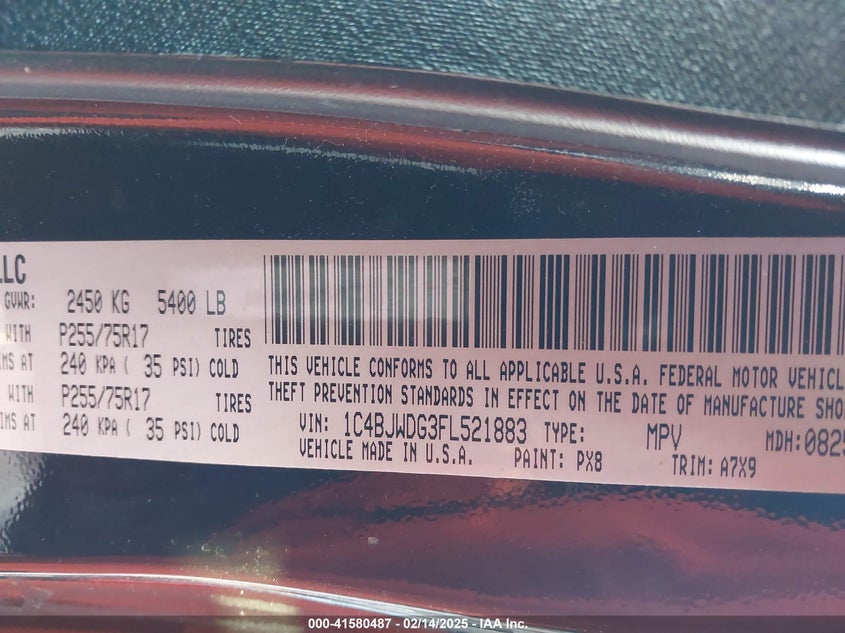 LLC
GVWR: 2450 KG 5400 LB
WITH P255/75R17 TIRES
IMS AT 240 KPA ( 35 PSI) COLD
WITH P255/75R17 TIRES
IMS AT 240 KPA ( 35 PSI) COLD
THIS VEHICLE CONFORMS TO ALL APPLICABLE U.S.A. FEDERAL MOTOR VEHICL
THEFT PREVENTION STANDARDS IN EFFECT ON THE DATE OF MANUFACTURE SHO
VIN: 1C4BJWDG3FL521883 TYPE: MPV MDH:0825
VEHICLE MADE IN U.S.A. PAINT: PX8 TRIM: A7X9
000-41580487 - 02/14/2025 - IAA Inc.